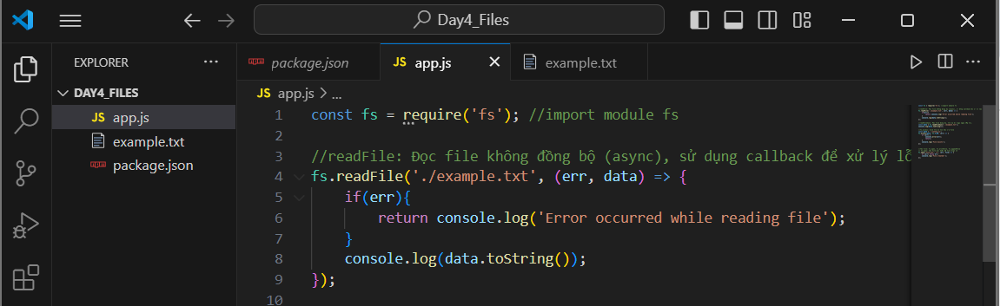 Day4_Files
EXPLORER ...
package.json
JS app.js
example.txt
DAY4_FILES
JS app.js > ...
JS app.js
example.txt
package.json
1 const fs = require('fs'); //import module fs
2
3 //readFile: Đọc file không đồng bộ (async), sử dụng callback để xử lý
4 fs.readFile('./example.txt', (err, data) => {
5 if(err){
6 return console.log('Error occurred while reading file');
7 }
8 console.log(data.toString());
9 });
10